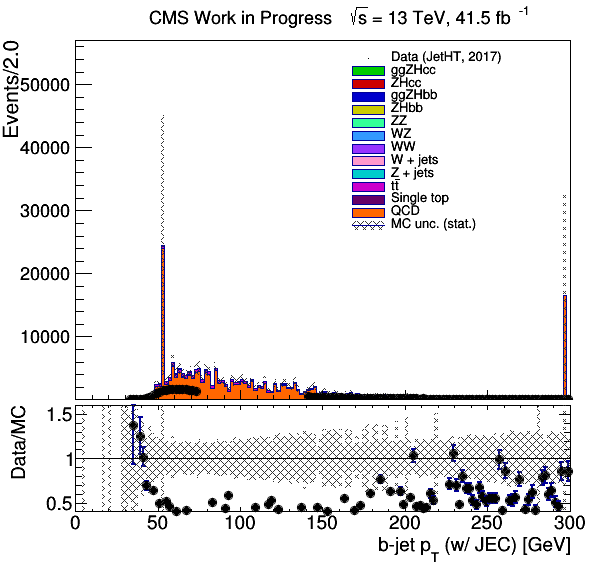 CMS Work in Progress √s = 13 TeV, 41.5 fb⁻¹
Events/2.0
50000
40000
30000
20000
10000
Data (JetHT, 2017)
ggZHcc
ZHcc
ggZHbb
ZHbb
ZZ
WZ
WW
W + jets
Z + jets
tt̄
Single top
QCD
MC unc. (stat.)
Data/MC
1.5
1
0.5
0 50 100 150 200 250 300
b-jet p_T (w/ JEC) [GeV]